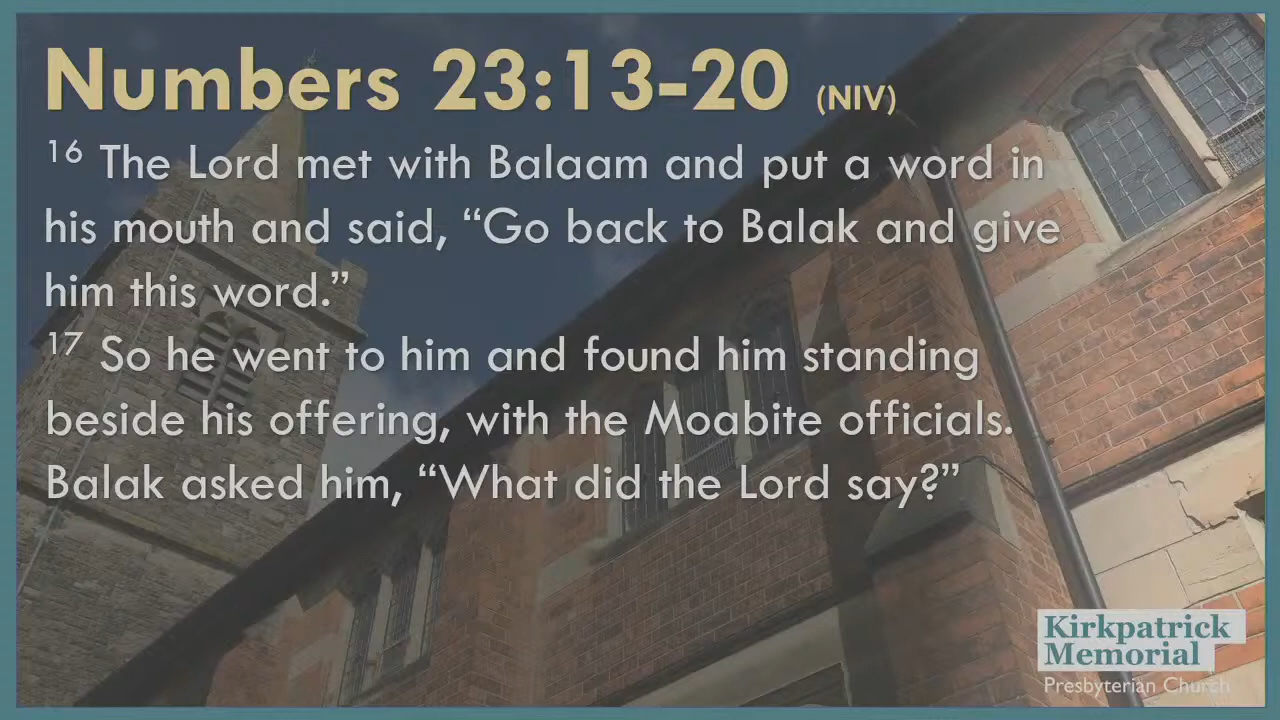 Numbers 23:13-20 (NIV)
16 The Lord met with Balaam and put a word in
his mouth and said, “Go back to Balak and give
him this word.”
17 So he went to him and found him standing
beside his offering, with the Moabite officials.
Balak asked him, “What did the Lord say?”
Kirkpatrick
Memorial
Presbyterian Church